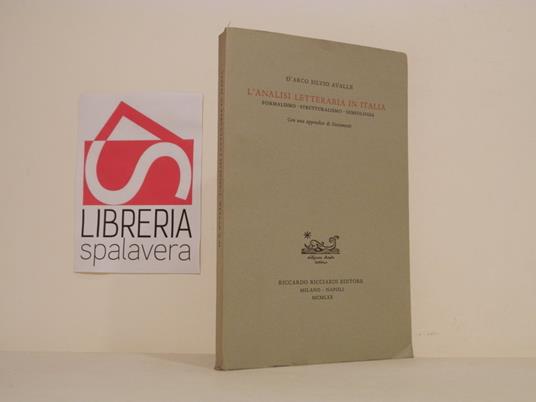 LIBRERIA
spalavera
D'ARCO SILVIO AVALLE
L'ANALISI LETTERARIA IN ITALIA
FORMALISMO · STRUTTURALISMO · SEMIOLOGIA
Con una appendice di Documenti
RICCARDO RICCIARDI EDITORE
MILANO · NAPOLI
MCMLXX